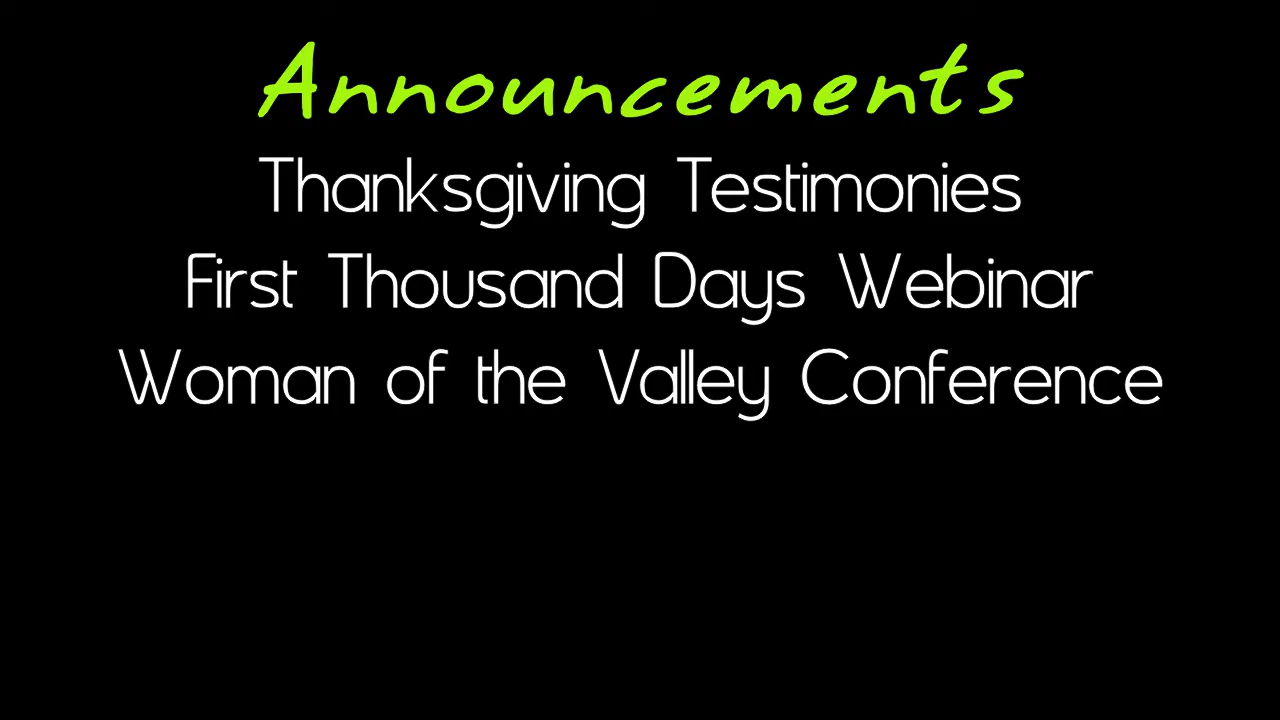 Announcements
Thanksgiving Testimonies
First Thousand Days Webinar
Woman of the Valley Conference